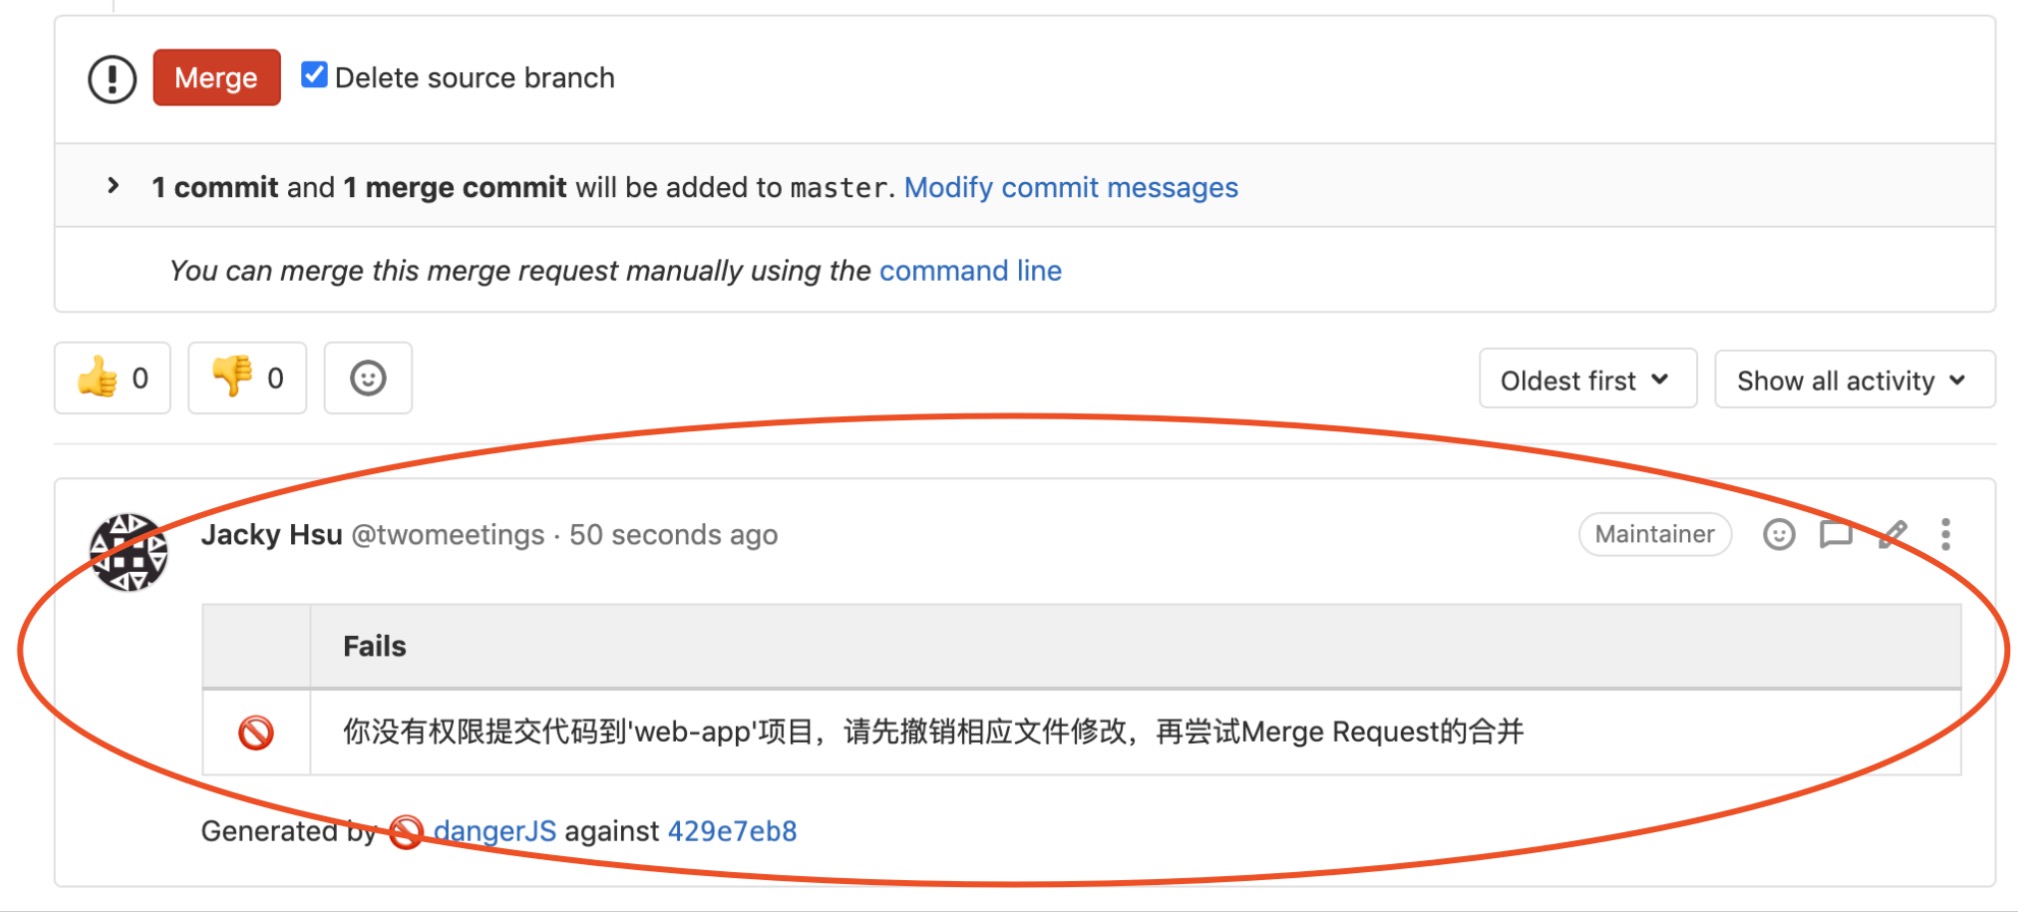 Merge Delete source branch
1 commit and 1 merge commit will be added to master. Modify commit messages
You can merge this merge request manually using the command line
0 0 Oldest first Show all activity
Jacky Hsu @twomeetings · 50 seconds ago Maintainer
Fails
你没有权限提交代码到'web-app'项目，请先撤销相应文件修改，再尝试Merge Request的合并
Generated by dangerJS against 429e7eb8